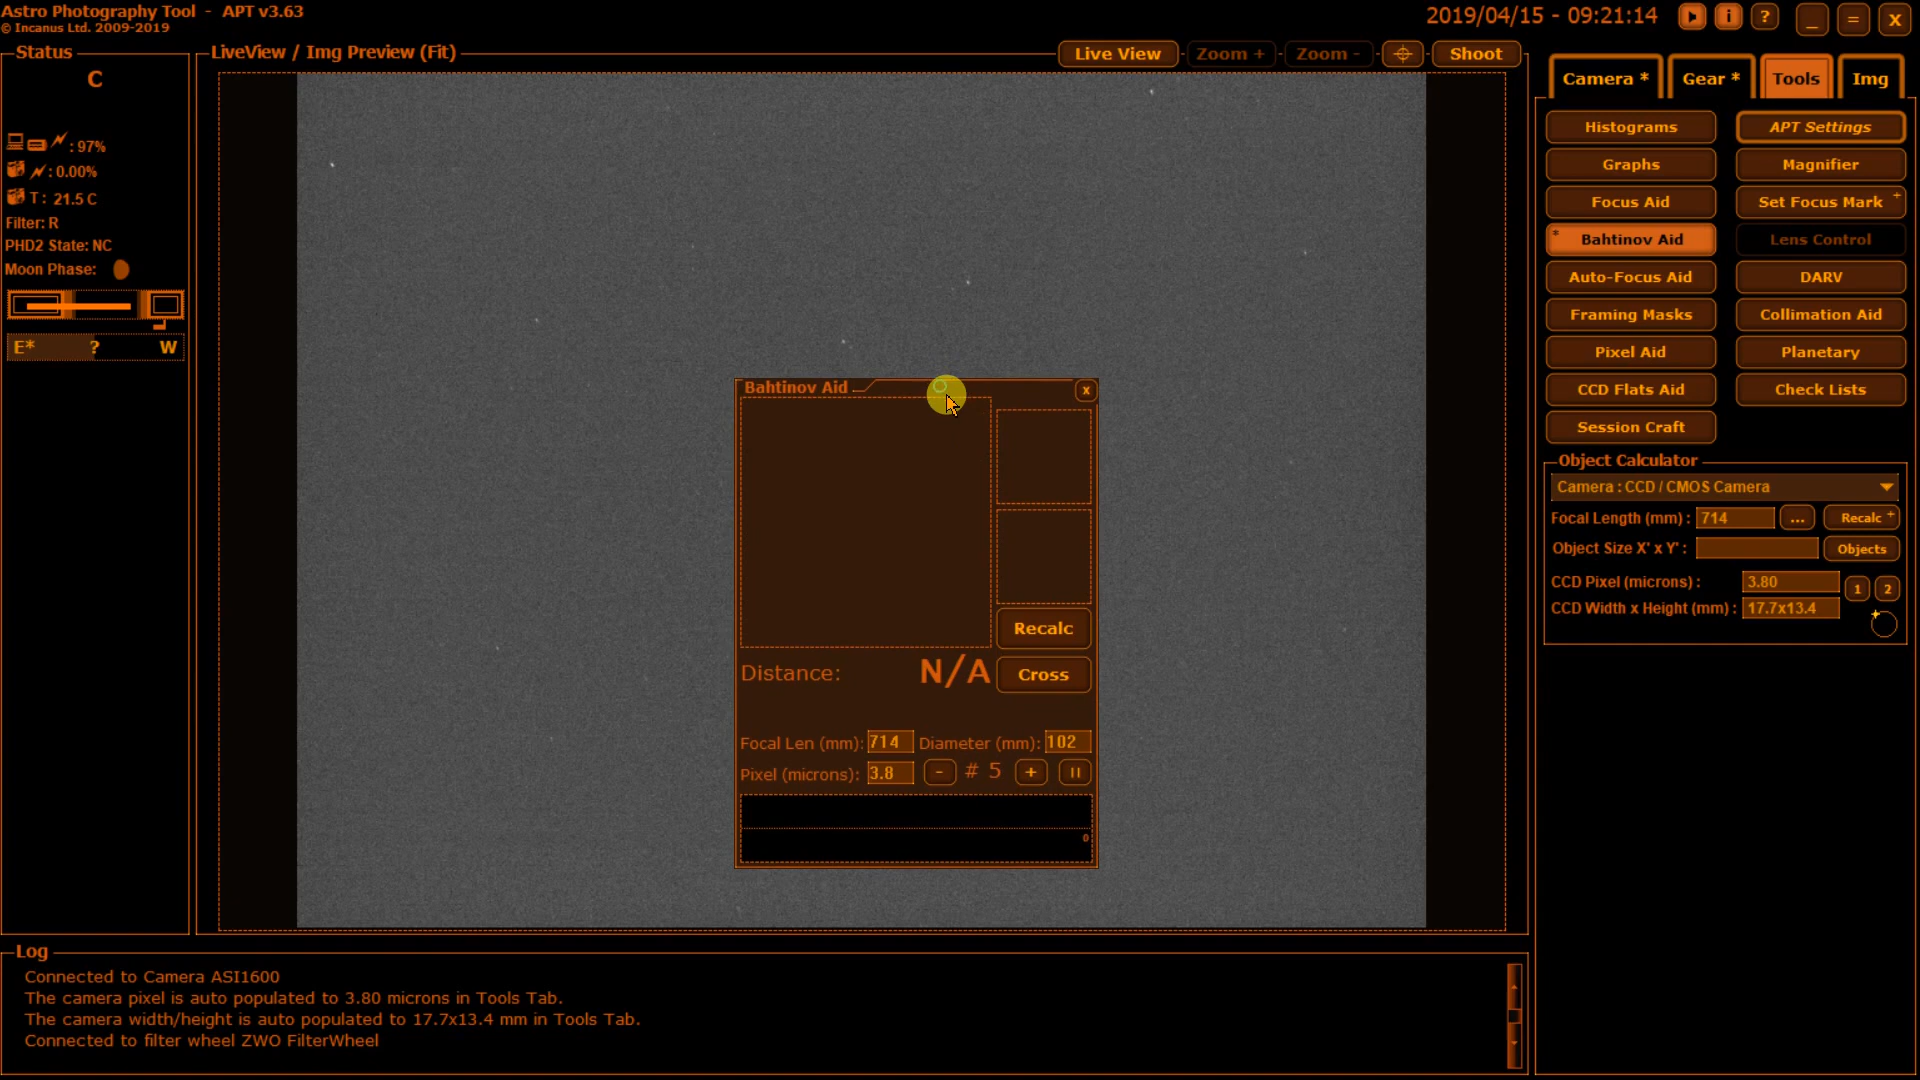 Astro Photography Tool - APT v3.63
© Incanus Ltd. 2009-2019
2019/04/15 - 09:21:14
i
?
_
=
X
Status
C
: 97%
: 0.00%
T : 21.5 C
Filter: R
PHD2 State: NC
Moon Phase:
E*
?
W
LiveView / Img Preview (Fit)
Live View
Zoom +
Zoom -
Shoot
Camera *
Gear *
Tools
Img
Histograms
APT Settings
Graphs
Magnifier
Focus Aid
Set Focus Mark +
* Bahtinov Aid
Lens Control
Auto-Focus Aid
DARV
Framing Masks
Collimation Aid
Pixel Aid
Planetary
CCD Flats Aid
Check Lists
Session Craft
Object Calculator
Camera : CCD / CMOS Camera
Focal Length (mm) : 714 ... Recalc +
Object Size X' x Y' : Objects
CCD Pixel (microns) : 3.80
1 2
CCD Width x Height (mm) : 17.7x13.4
Bahtinov Aid
x
Recalc
Distance: N/A
Cross
Focal Len (mm): 714 Diameter (mm): 102
Pixel (microns): 3.8 - # 5 + II
0
Log
Connected to Camera ASI1600
The camera pixel is auto populated to 3.80 microns in Tools Tab.
The camera width/height is auto populated to 17.7x13.4 mm in Tools Tab.
Connected to filter wheel ZWO FilterWheel